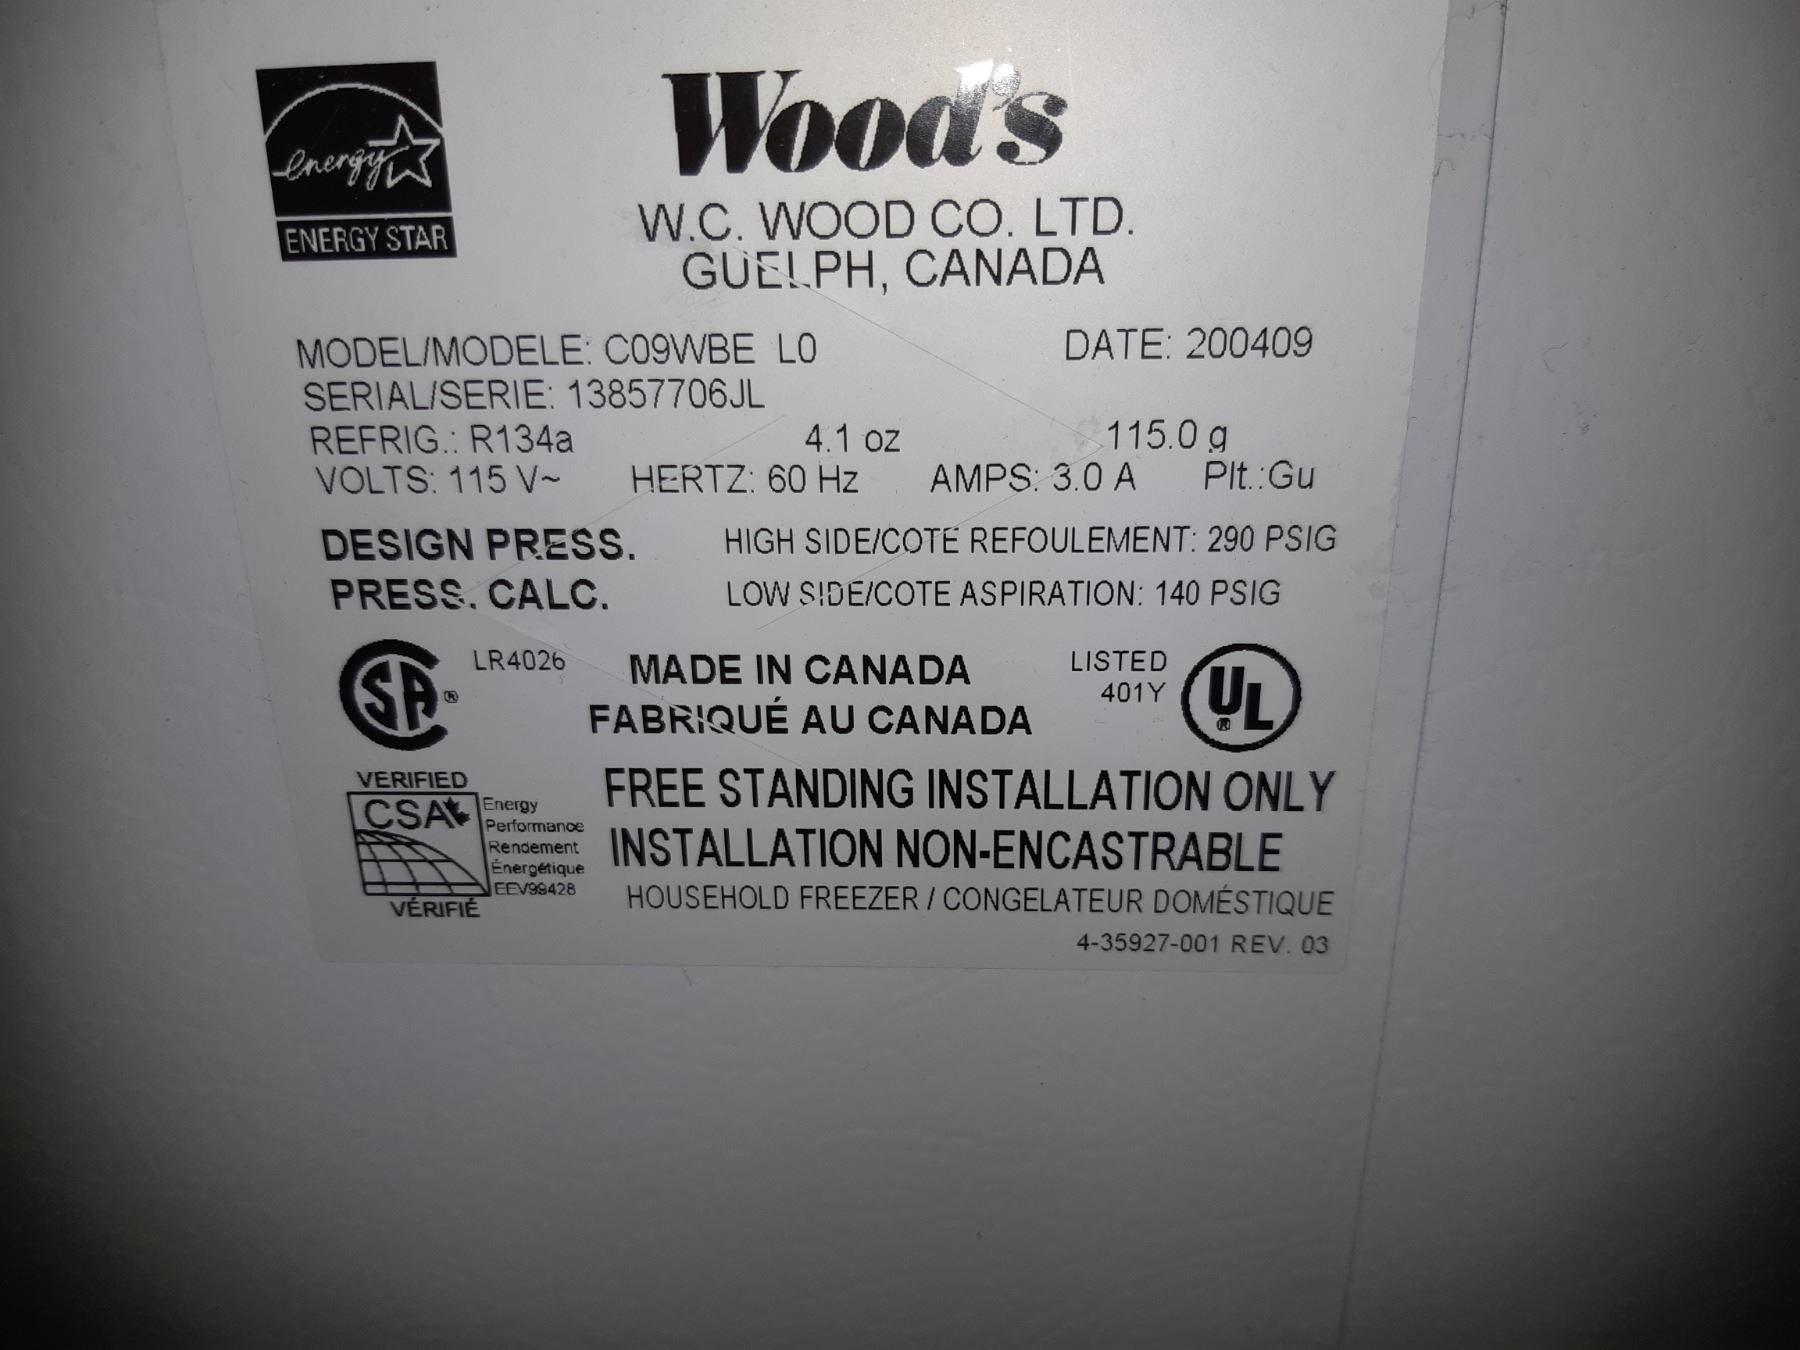 energy
ENERGY STAR
Wood's
W.C. WOOD CO. LTD.
GUELPH, CANADA
MODEL/MODELE: C09WBE L0
DATE: 200409
SERIAL/SERIE: 13857706JL
REFRIG.: R134a 4.1 oz 115.0 g
VOLTS: 115 V~ HERTZ: 60 Hz AMPS: 3.0 A Plt.:Gu
DESIGN PRESS. HIGH SIDE/COTE REFOULEMENT: 290 PSIG
PRESS. CALC. LOW SIDE/COTE ASPIRATION: 140 PSIG
SA ® LR4026
MADE IN CANADA
FABRIQUÉ AU CANADA
LISTED
401Y
UL ®
VERIFIED
CSA
Energy
Performance
Rendement
Énergétique
EEV99428
VÉRIFIÉ
FREE STANDING INSTALLATION ONLY
INSTALLATION NON-ENCASTRABLE
HOUSEHOLD FREEZER / CONGELATEUR DOMÉSTIQUE
4-35927-001 REV. 03